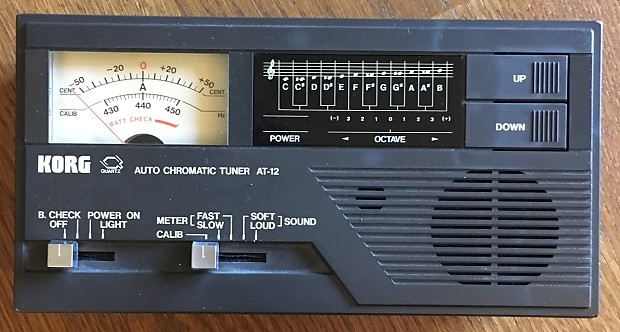 -50 -20 0 +20 +50
CENT A CENT
CALIB 430 440 450 Hz
BATT CHECK
C C# D D# E F F# G G# A A# B
(-) 3 2 1 0 1 2 3 (+)
POWER ◄ OCTAVE ►
UP
DOWN
KORG QUARTZ AUTO CHROMATIC TUNER AT-12
B. CHECK POWER ON
OFF LIGHT
METER FAST SLOW
CALIB
SOFT LOUD SOUND